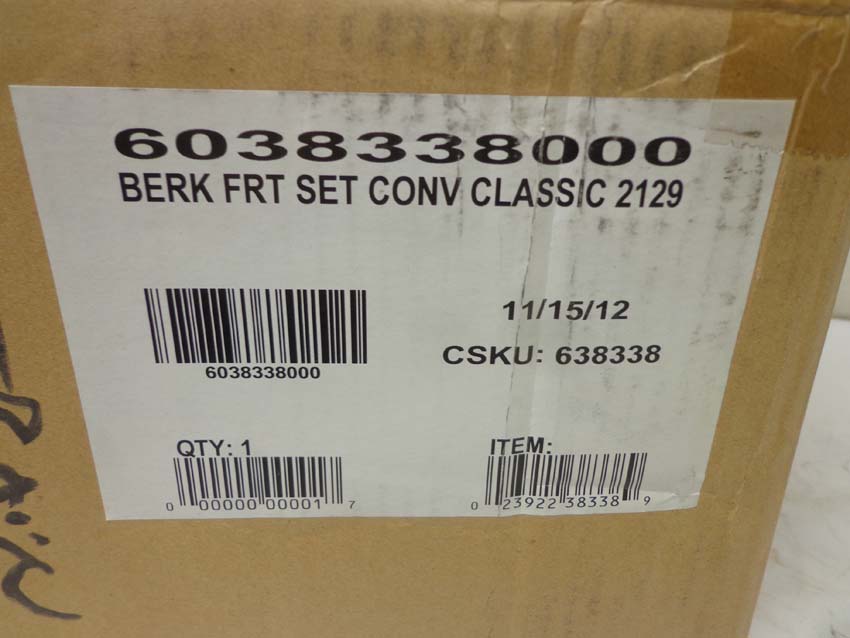 6038338000
BERK FRT SET CONV CLASSIC 2129
6038338000
11/15/12
CSKU: 638338
QTY: 1
0 00000 00001 7
ITEM:
0 23922 38338 9